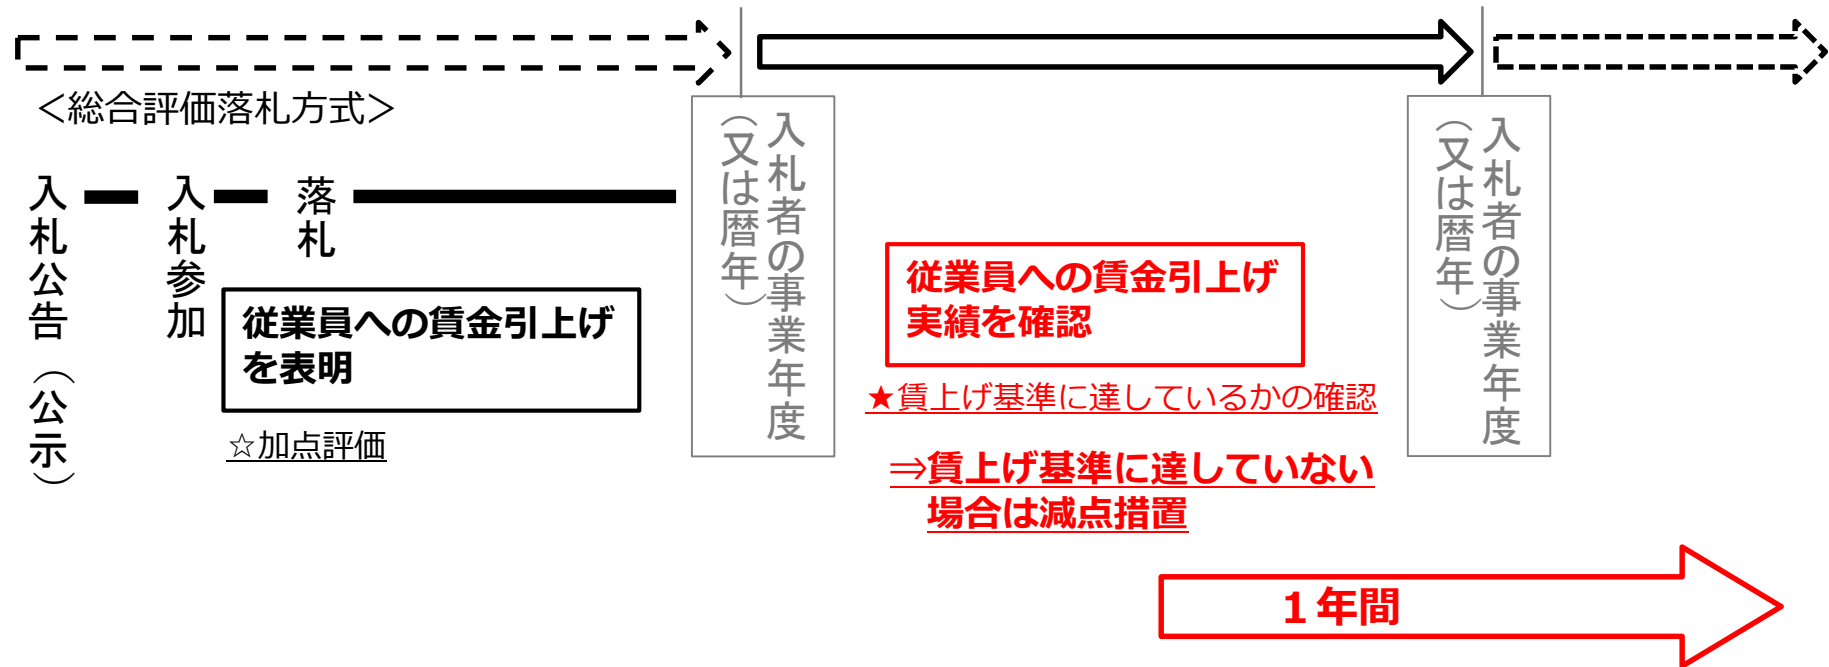 ＜総合評価落札方式＞
入札公告（公示）
入札参加
落札
従業員への賃金引上げ
を表明
☆加点評価
入札者の事業年度
（又は暦年）
従業員への賃金引上げ
実績を確認
★賃上げ基準に達しているかの確認
⇒賃上げ基準に達していない
場合は減点措置
入札者の事業年度
（又は暦年）
１年間